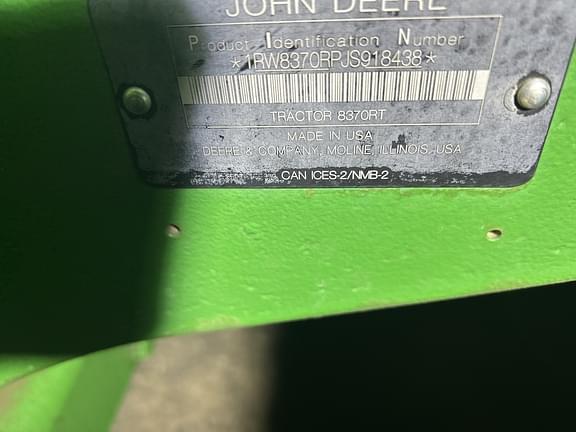 JOHN DEERE
Product Identification Number
*1RW8370RPJS918438*
TRACTOR 8370RT
MADE IN USA
DEERE & COMPANY, MOLINE, ILLINOIS, USA
CAN ICES-2/NMB-2